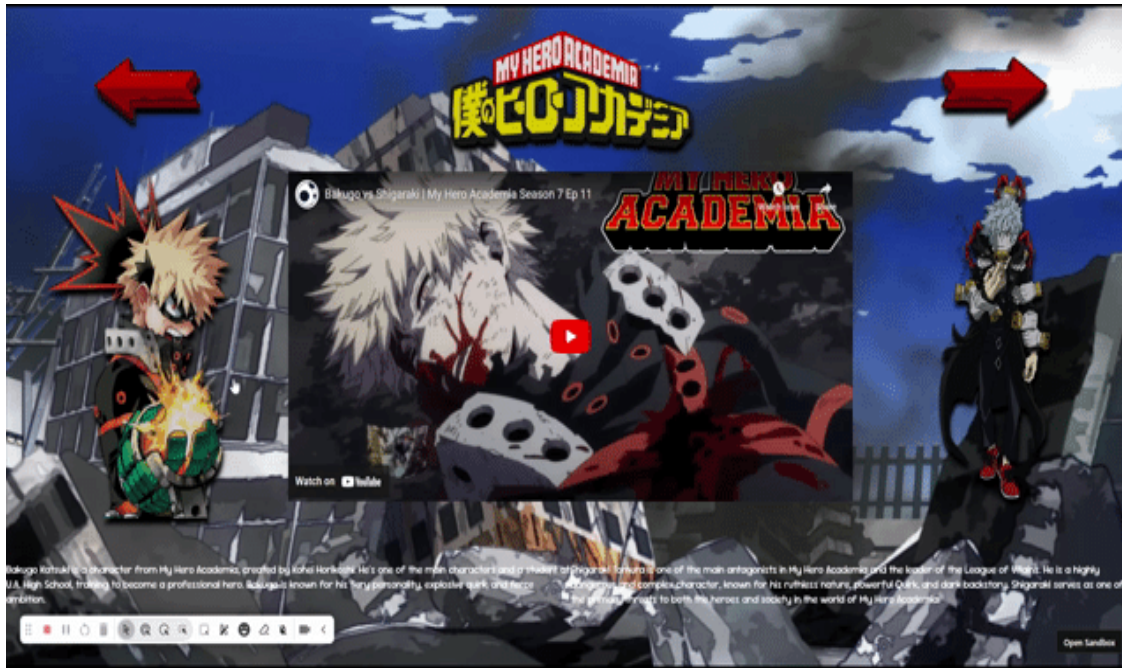 MY HERO ACADEMIA
僕のヒーローアカデミア
Bakugo vs Shigaraki | My Hero Academia Season 7 Ep 11
MY HERO
ACADEMIA
Watch on YouTube
Bakugo Katsuki is a character from My Hero Academia, created by Kohei Horikoshi. He's one of the main characters and a student at
U.A. High School, training to become a professional hero. Bakugo is known for his fiery personality, explosive quirk, and fierce
ambition.
Shigaraki Tomura is one of the main antagonists in My Hero Academia and the leader of the League of Villains. He is a highly
dangerous and complex character, known for his ruthless nature, powerful Quirk, and dark backstory. Shigaraki serves as one of
the primary threats to both the heroes and society in the world of My Hero Academia.
Open Sandbox